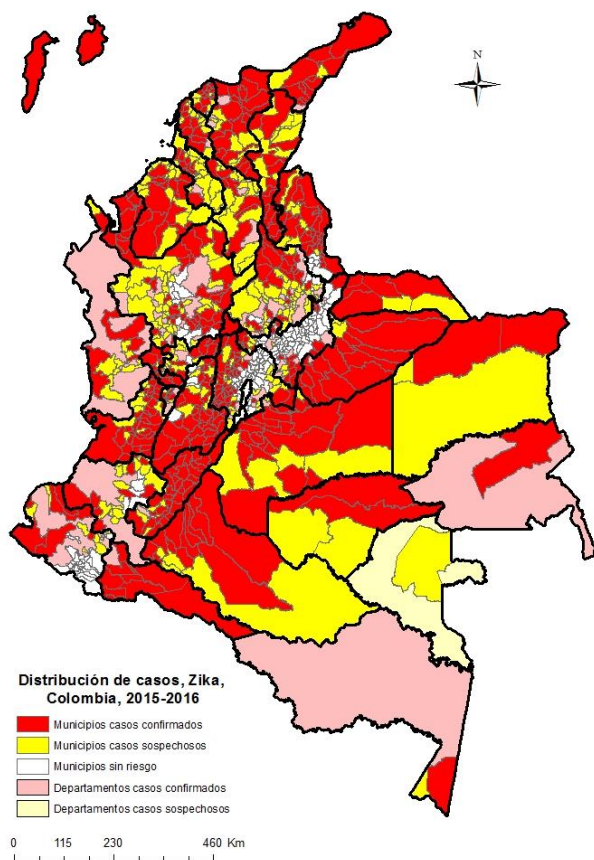 N
Distribución de casos, Zika,
Colombia, 2015-2016
Municipios casos confirmados
Municipios casos sospechosos
Municipios sin riesgo
Departamentos casos confirmados
Departamentos casos sospechosos
0 115 230 460 Km